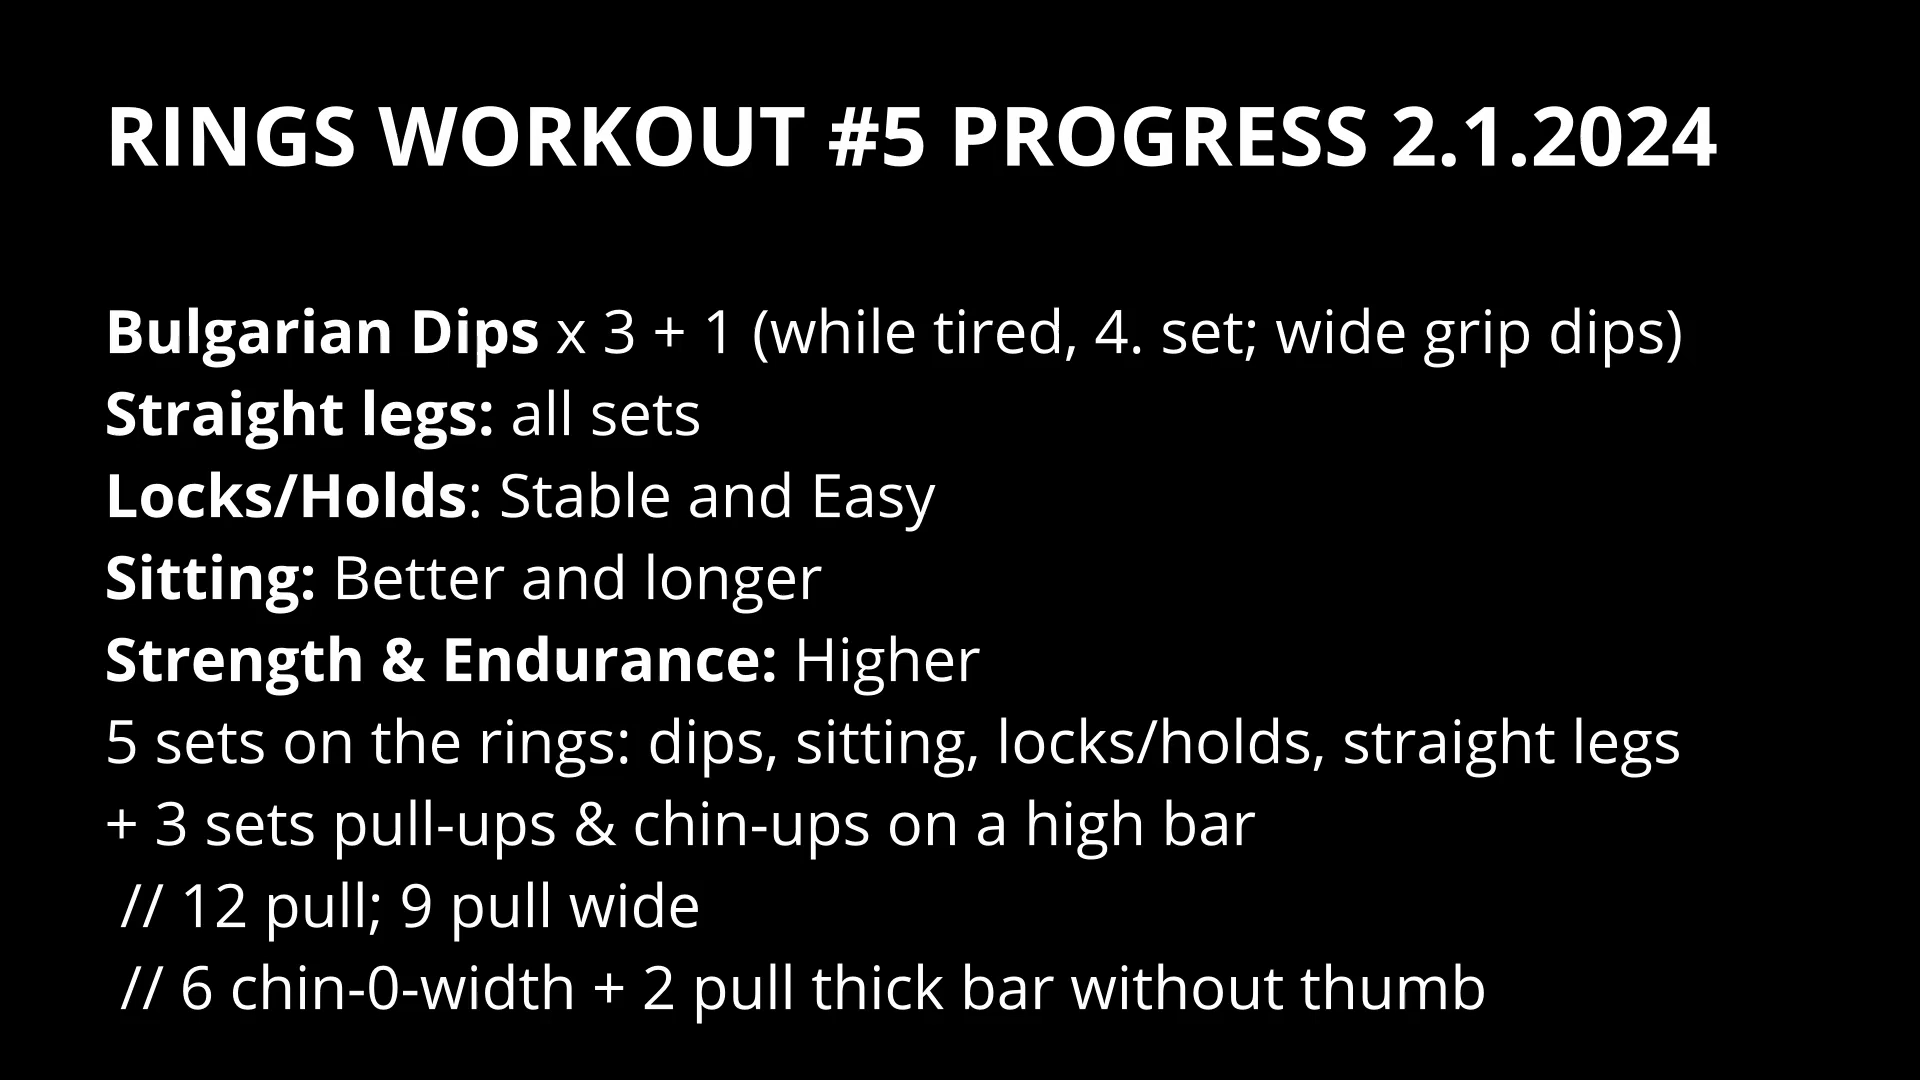 RINGS WORKOUT #5 PROGRESS 2.1.2024
Bulgarian Dips x 3 + 1 (while tired, 4. set; wide grip dips)
Straight legs: all sets
Locks/Holds: Stable and Easy
Sitting: Better and longer
Strength & Endurance: Higher
5 sets on the rings: dips, sitting, locks/holds, straight legs
+ 3 sets pull-ups & chin-ups on a high bar
// 12 pull; 9 pull wide
// 6 chin-0-width + 2 pull thick bar without thumb